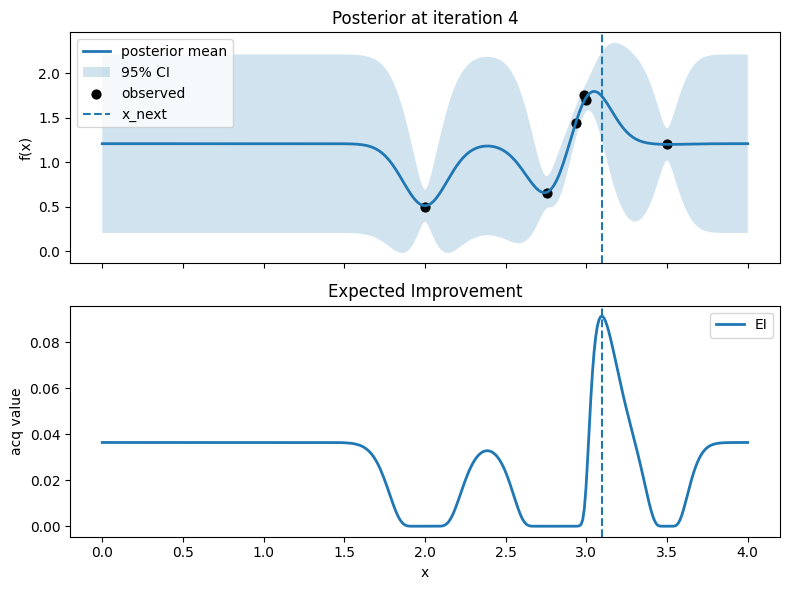 Posterior at iteration 4
f(x)
2.0
1.5
1.0
0.5
0.0
posterior mean
95% CI
observed
x_next
Expected Improvement
acq value
0.08
0.06
0.04
0.02
0.00
EI
0.0 0.5 1.0 1.5 2.0 2.5 3.0 3.5 4.0
x